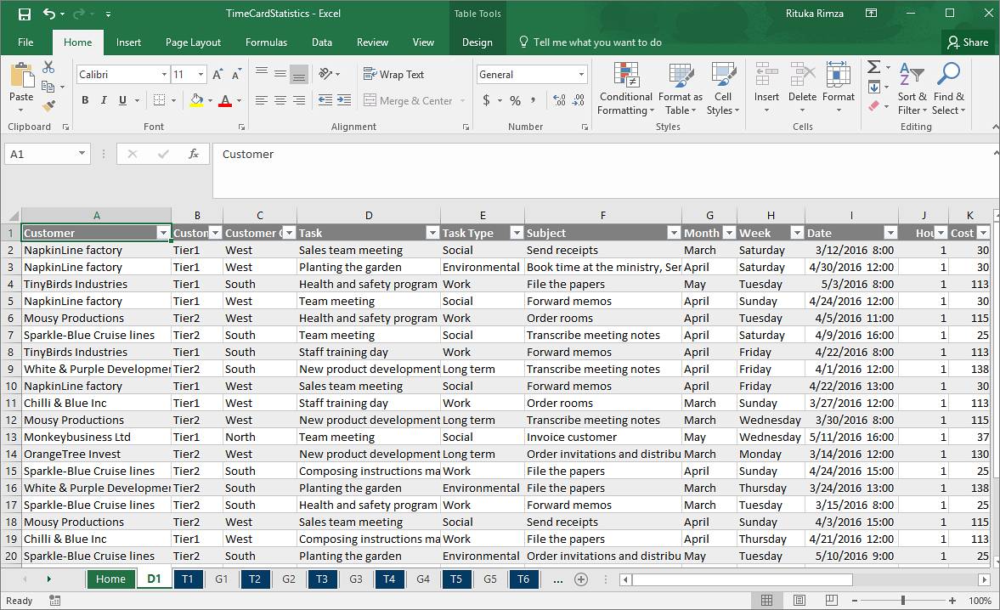 TimeCardStatistics - Excel Table Tools Rituka Rimza
File Home Insert Page Layout Formulas Data Review View Design Tell me what you want to do Share
Calibri 11 Wrap Text General
Paste B I U Merge & Center $ % , Conditional Formatting Format as Table Cell Styles Insert Delete Format Sort & Filter Find & Select
Clipboard Font Alignment Number Styles Cells Editing
A1 fx Customer
A B C D E F G H I J K
1 Customer Custon Customer C Task Task Type Subject Month Week Date Hou Cost
2 NapkinLine factory Tier1 West Sales team meeting Social Send receipts March Saturday 3/12/2016 8:00 1 30
3 NapkinLine factory Tier1 West Planting the garden Environmental Book time at the ministry, Ser April Saturday 4/30/2016 12:00 1 30
4 TinyBirds Industries Tier1 South Health and safety program Work File the papers May Tuesday 5/3/2016 8:00 1 113
5 NapkinLine factory Tier1 West Team meeting Social Forward memos April Sunday 4/24/2016 12:00 1 30
6 Mousy Productions Tier2 West Health and safety program Work Order rooms April Tuesday 4/5/2016 11:00 1 115
7 Sparkle-Blue Cruise lines Tier2 South Team meeting Social Transcribe meeting notes April Saturday 4/9/2016 16:00 1 25
8 TinyBirds Industries Tier1 South Staff training day Work Forward memos April Friday 4/22/2016 8:00 1 113
9 White & Purple Developmer Tier2 South New product development Long term Transcribe meeting notes April Friday 4/1/2016 12:00 1 138
10 NapkinLine factory Tier1 West Sales team meeting Social Forward memos April Friday 4/22/2016 13:00 1 30
11 Chilli & Blue Inc Tier1 West Staff training day Work Order rooms March Sunday 3/27/2016 12:00 1 113
12 Mousy Productions Tier2 West New product development Long term Transcribe meeting notes March Wednesday 3/30/2016 8:00 1 115
13 Monkeybusiness Ltd Tier1 North Team meeting Social Invoice customer May Wednesday 5/11/2016 16:00 1 37
14 OrangeTree Invest Tier2 West New product development Long term Order invitations and distribu March Monday 3/14/2016 12:00 1 130
15 Sparkle-Blue Cruise lines Tier2 South Composing instructions ma Work File the papers April Sunday 4/24/2016 15:00 1 25
16 White & Purple Developmer Tier2 South Planting the garden Environmental File the papers March Thursday 3/24/2016 13:00 1 138
17 Sparkle-Blue Cruise lines Tier2 South Health and safety program Work Forward memos March Tuesday 3/15/2016 8:00 1 25
18 Mousy Productions Tier2 West Sales team meeting Social Send receipts April Sunday 4/3/2016 15:00 1 115
19 Chilli & Blue Inc Tier1 West Composing instructions ma Work File the papers April Thursday 4/21/2016 12:00 1 113
20 Sparkle-Blue Cruise lines Tier2 South Planting the garden Environmental Order invitations and distribu May Tuesday 5/10/2016 9:00 1 25
Home D1 T1 G1 T2 G2 T3 G3 T4 G4 T5 G5 T6 ...
Ready 100%